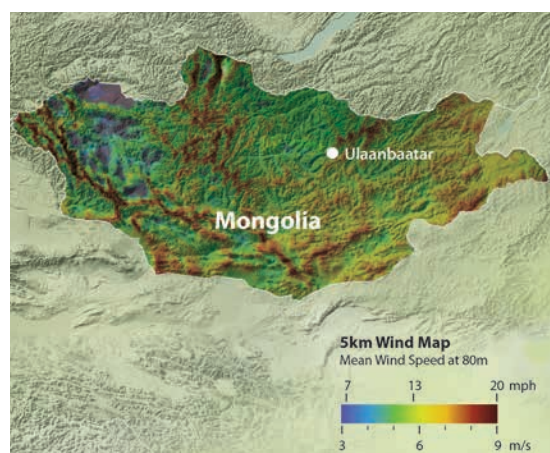 Ulaanbaatar
Mongolia
5km Wind Map
Mean Wind Speed at 80m
7 13 20 mph
3 6 9 m/s